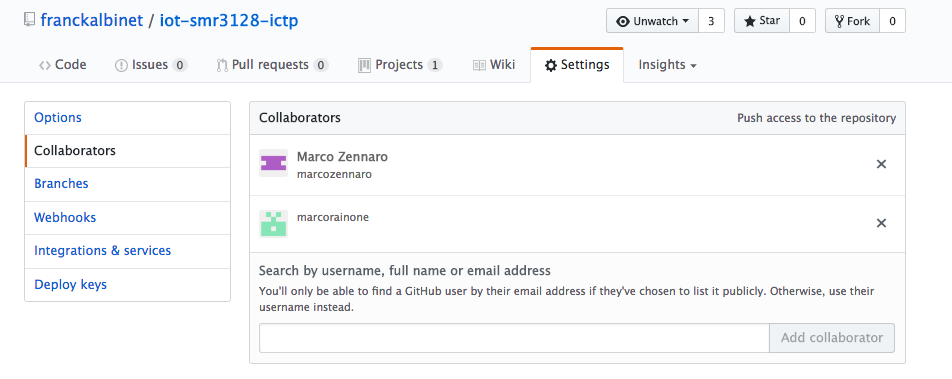 franckalbinet / iot-smr3128-ictp
Unwatch 3 Star 0 Fork 0
Code Issues 0 Pull requests 0 Projects 1 Wiki Settings Insights
Options
Collaborators
Branches
Webhooks
Integrations & services
Deploy keys
Collaborators Push access to the repository
Marco Zennaro
marcozennaro
marcorainone
Search by username, full name or email address
You'll only be able to find a GitHub user by their email address if they've chosen to list it publicly. Otherwise, use their
username instead.
Add collaborator